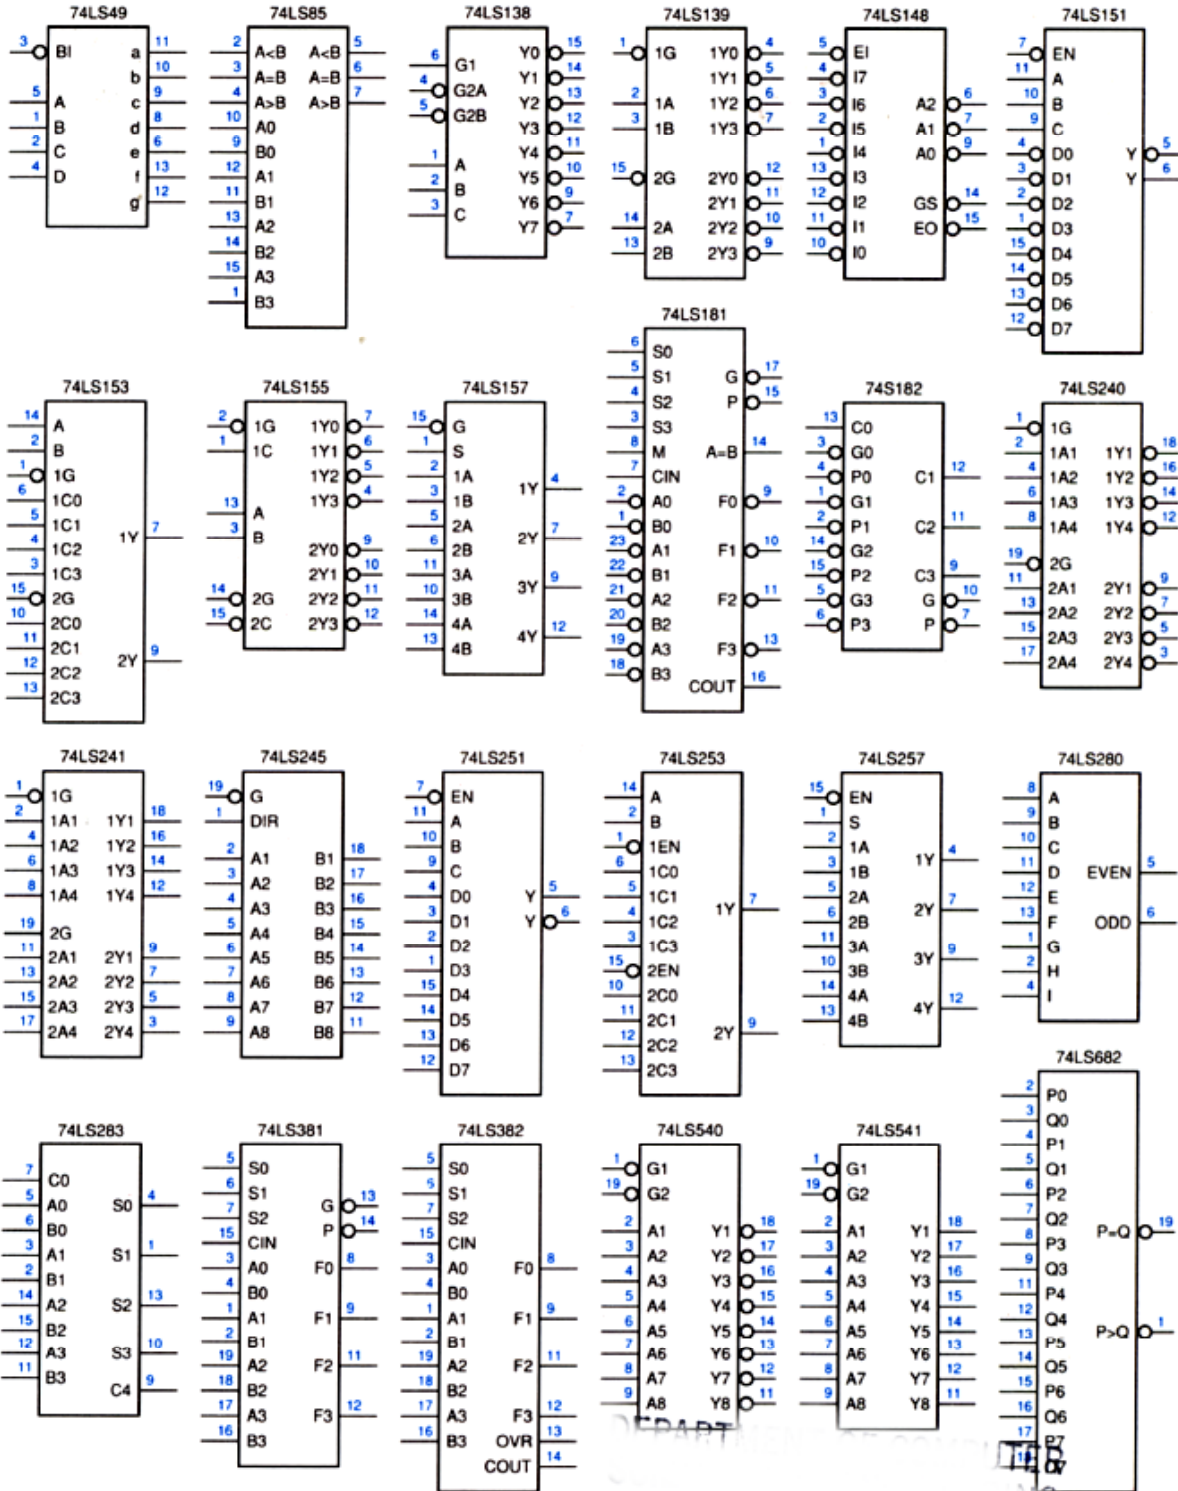 74LS49
3 BI a 11
b 10
5 A c 9
1 B d 8
2 C e 6
4 D f 13
g 12
74LS85
2 A<B A<B 5
3 A=B A=B 6
4 A>B A>B 7
10 A0
9 B0
12 A1
11 B1
13 A2
14 B2
15 A3
1 B3
74LS138
6 G1 Y0 15
4 G2A Y1 14
5 G2B Y2 13
Y3 12
1 A Y4 11
2 B Y5 10
3 C Y6 9
Y7 7
74LS139
1 1G 1Y0 4
1Y1 5
2 1A 1Y2 6
3 1B 1Y3 7
15 2G 2Y0 12
2Y1 11
14 2A 2Y2 10
13 2B 2Y3 9
74LS148
5 EI
4 I7
3 I6 A2 6
2 I5 A1 7
1 I4 A0 9
13 I3
12 I2 GS 14
11 I1 EO 15
10 I0
74LS151
7 EN
11 A
10 B
9 C
4 D0 Y 5
3 D1 Y 6
2 D2
1 D3
15 D4
14 D5
13 D6
12 D7
74LS153
14 A
2 B
1 1G
6 1C0
5 1C1
4 1C2 1Y 7
3 1C3
15 2G
10 2C0
11 2C1
12 2C2 2Y 9
13 2C3
74LS155
2 1G 1Y0 7
1 1C 1Y1 6
1Y2 5
13 A 1Y3 4
3 B
2Y0 9
2Y1 10
14 2G 2Y2 11
15 2C 2Y3 12
74LS157
15 G
1 S
2 1A 1Y 4
3 1B
5 2A 2Y 7
6 2B
11 3A 3Y 9
10 3B
14 4A 4Y 12
13 4B
74LS181
6 S0
5 S1 G 17
4 S2 P 15
3 S3
8 M A=B 14
7 CIN
2 A0 F0 9
1 B0
23 A1 F1 10
22 B1
21 A2 F2 11
20 B2
19 A3 F3 13
18 B3
COUT 16
74S182
13 C0
3 G0
4 P0 C1 12
1 G1
2 P1 C2 11
14 G2
15 P2 C3 9
5 G3 G 10
6 P3 P 7
74LS240
1 1G
2 1A1 1Y1 18
4 1A2 1Y2 16
6 1A3 1Y3 14
8 1A4 1Y4 12
19 2G
11 2A1 2Y1 9
13 2A2 2Y2 7
15 2A3 2Y3 5
17 2A4 2Y4 3
74LS241
1 1G
2 1A1 1Y1 18
4 1A2 1Y2 16
6 1A3 1Y3 14
8 1A4 1Y4 12
19 2G
11 2A1 2Y1 9
13 2A2 2Y2 7
15 2A3 2Y3 5
17 2A4 2Y4 3
74LS245
19 G
1 DIR
2 A1 B1 18
3 A2 B2 17
4 A3 B3 16
5 A4 B4 15
6 A5 B5 14
7 A6 B6 13
8 A7 B7 12
9 A8 B8 11
74LS251
7 EN
11 A
10 B
9 C
4 D0 Y 5
3 D1 Y 6
2 D2
1 D3
15 D4
14 D5
13 D6
12 D7
74LS253
14 A
2 B
1 1EN
6 1C0
5 1C1 1Y 7
4 1C2
3 1C3
15 2EN
10 2C0
11 2C1 2Y 9
12 2C2
13 2C3
74LS257
15 EN
1 S
2 1A 1Y 4
3 1B
5 2A 2Y 7
6 2B
11 3A 3Y 9
10 3B
14 4A 4Y 12
13 4B
74LS280
8 A
9 B
10 C
11 D EVEN 5
12 E
13 F ODD 6
1 G
2 H
4 I
74LS283
7 C0
5 A0 S0 4
6 B0
3 A1 S1 1
2 B1
14 A2 S2 13
15 B2
12 A3 S3 10
11 B3
C4 9
74LS381
5 S0
6 S1 G 13
7 S2 P 14
15 CIN
3 A0 F0 8
4 B0
1 A1 F1 9
2 B1
19 A2 F2 11
18 B2
17 A3 F3 12
16 B3
74LS382
5 S0
6 S1
7 S2
15 CIN
3 A0 F0 8
4 B0
1 A1 F1 9
2 B1
19 A2 F2 11
18 B2
17 A3 F3 12
16 B3 OVR 13
COUT 14
74LS540
1 G1
19 G2
2 A1 Y1 18
3 A2 Y2 17
4 A3 Y3 16
5 A4 Y4 15
6 A5 Y5 14
7 A6 Y6 13
8 A7 Y7 12
9 A8 Y8 11
74LS541
1 G1
19 G2
2 A1 Y1 18
3 A2 Y2 17
4 A3 Y3 16
5 A4 Y4 15
6 A5 Y5 14
7 A6 Y6 13
8 A7 Y7 12
9 A8 Y8 11
74LS682
2 P0
3 Q0
4 P1
5 Q1
6 P2
7 Q2 P=Q 19
8 P3
9 Q3
11 P4
12 Q4 P>Q 1
13 P5
14 Q5
15 P6
16 Q6
17 P7
18 Q7
DEPARTMENT OF COMPUTER